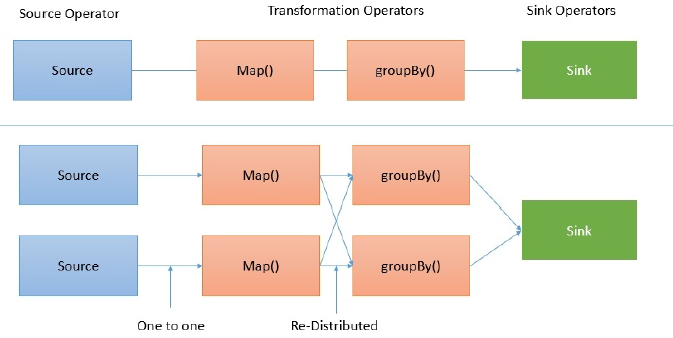 Source Operator
Transformation Operators
Sink Operators
Source
Map()
groupBy()
Sink
Source
Map()
groupBy()
Sink
Source
Map()
groupBy()
One to one
Re-Distributed